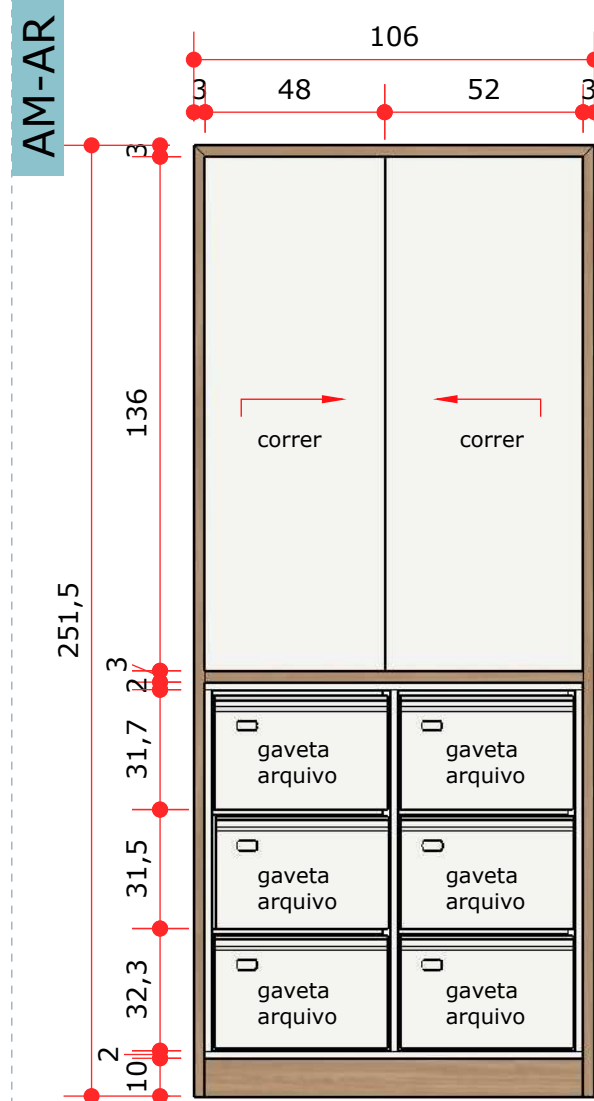 AM-AR
106
3
48
52
3
3
136
251,5
correr
correr
3
2
31,7
gaveta
arquivo
gaveta
arquivo
31,5
gaveta
arquivo
gaveta
arquivo
32,3
gaveta
arquivo
gaveta
arquivo
2
10